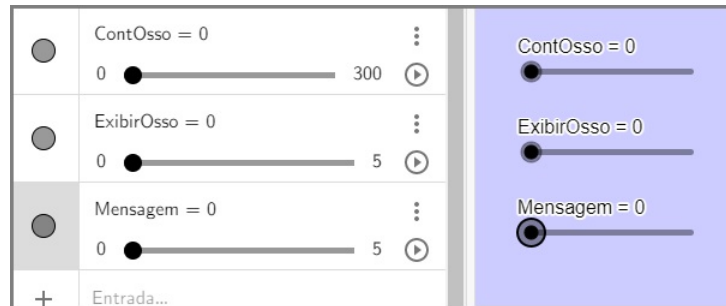 ContOsso = 0
0 300
ExibirOsso = 0
0 5
Mensagem = 0
0 5
+ Entrada...
ContOsso = 0
ExibirOsso = 0
Mensagem = 0